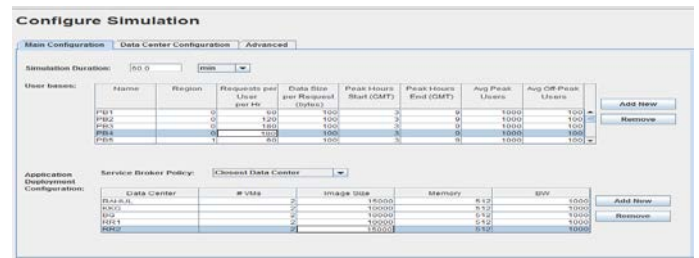 Configure Simulation
Main Configuration Data Center Configuration Advanced
Simulation Duration: 60.0 min
User bases:
Name Region Requests per User per Hr Data Size per Request (bytes) Peak Hours Start (GMT) Peak Hours End (GMT) Avg Peak Users Avg Off-Peak Users
PB1 0 60 100 3 9 1000 100
PB2 0 120 100 3 9 1000 100
PB3 0 180 100 3 9 1000 100
PB4 0 100 3 9 1000 100
PB5 1 60 100 3 9 1000 100
Add New
Remove
Application Deployment Configuration:
Service Broker Policy: Closest Data Center
Data Center # VMs Image Size Memory BW
RAHUL 2 15000 512 1000
KKG 2 10000 512 1000
BG 2 10000 512 1000
RR1 2 10000 512 1000
RR2 2 15000 512 1000
Add New
Remove